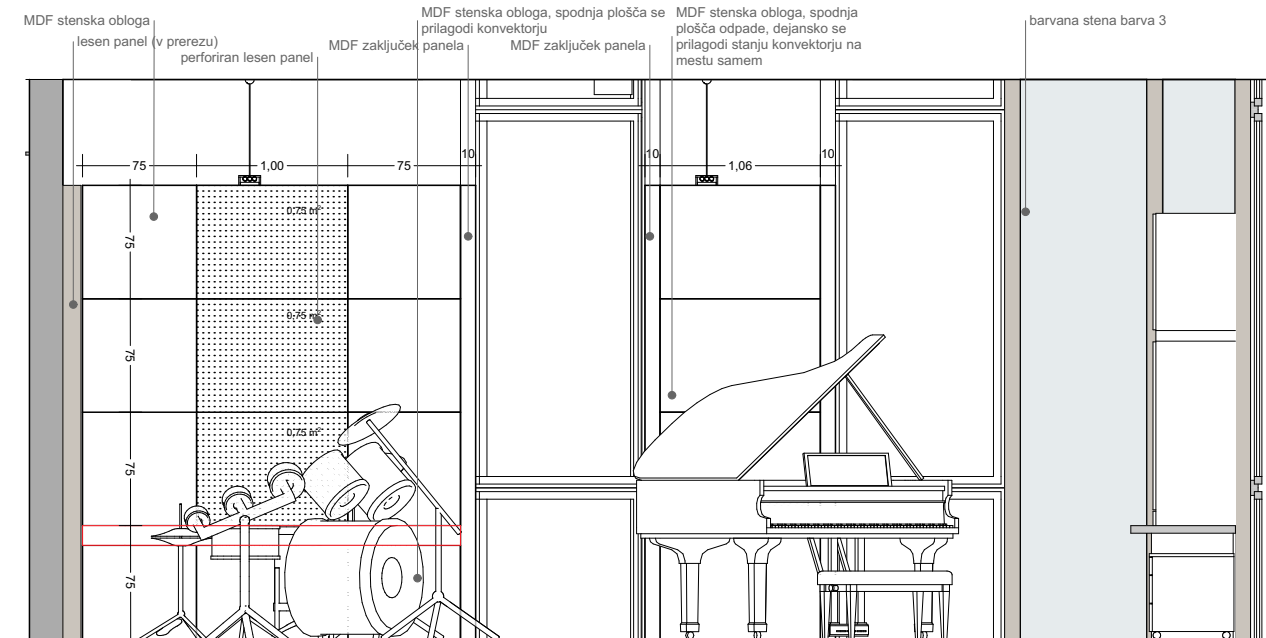 MDF stenska obloga
lesen panel (v prerezu)
perforiran lesen panel
MDF zaključek panela
MDF stenska obloga, spodnja plošča se
prilagodi konvektorju
MDF zaključek panela
MDF stenska obloga, spodnja
plošča odpade, dejansko se
prilagodi stanju konvektorju na
mestu samem
barvana stena barva 3
75
1,00
75
10
10
1,06
10
0,75 m²
75
0,75 m²
75
0,75 m²
75
75